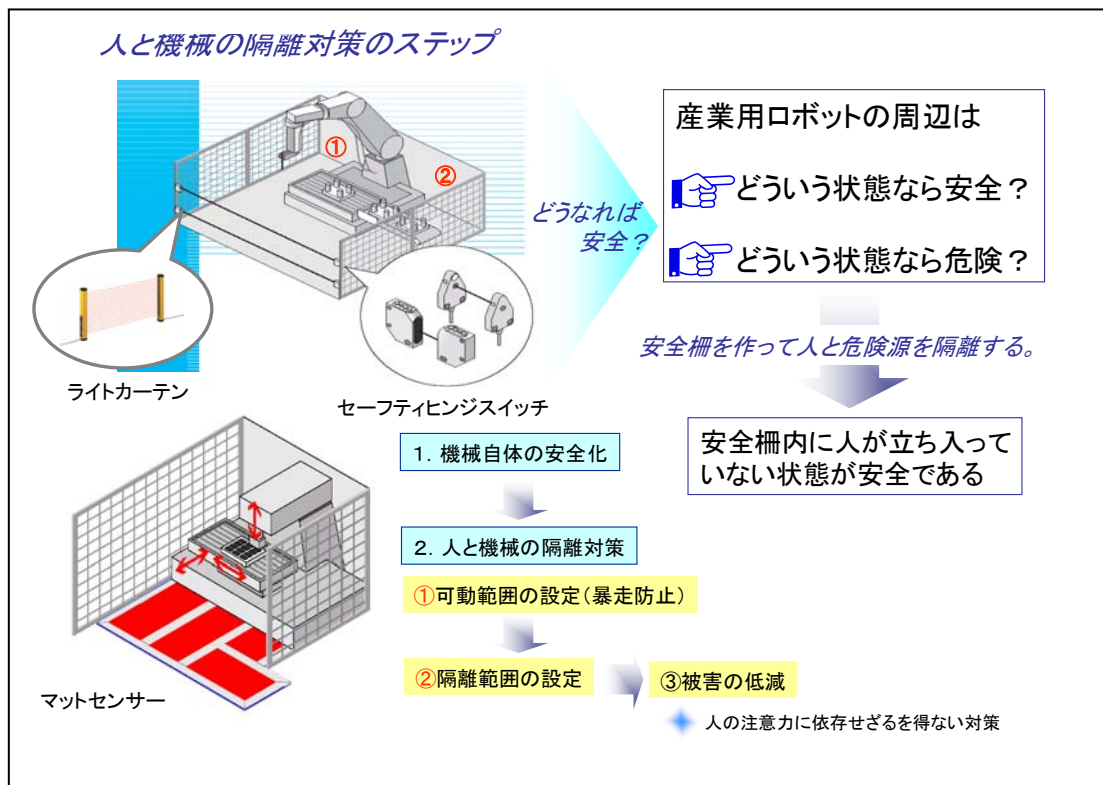 人と機械の隔離対策のステップ
①
②
ライトカーテン
セーフティヒンジスイッチ
どうなれば
安全?
産業用ロボットの周辺は
どういう状態なら安全?
どういう状態なら危険?
安全柵を作って人と危険源を隔離する。
安全柵内に人が立ち入って
いない状態が安全である
マットセンサー
1.機械自体の安全化
2.人と機械の隔離対策
①可動範囲の設定(暴走防止)
②隔離範囲の設定
③被害の低減
人の注意力に依存せざるを得ない対策